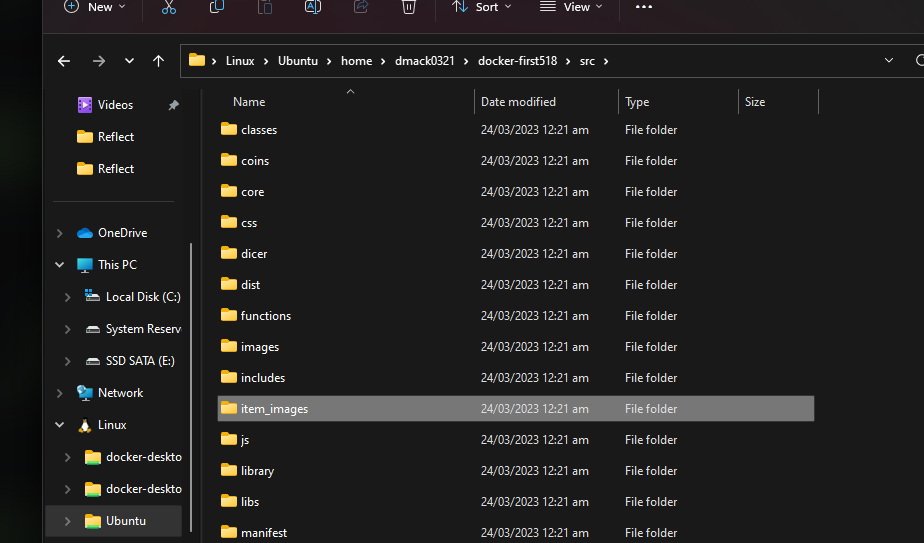 New
Sort
View
Linux
Ubuntu
home
dmack0321
docker-first518
src
Videos
Reflect
Reflect
OneDrive
This PC
Local Disk (C:)
System Reserv
SSD SATA (E:)
Network
Linux
docker-deskto
docker-deskto
Ubuntu
Name Date modified Type Size
classes 24/03/2023 12:21 am File folder
coins 24/03/2023 12:21 am File folder
core 24/03/2023 12:21 am File folder
css 24/03/2023 12:21 am File folder
dicer 24/03/2023 12:21 am File folder
dist 24/03/2023 12:21 am File folder
functions 24/03/2023 12:21 am File folder
images 24/03/2023 12:21 am File folder
includes 24/03/2023 12:21 am File folder
item_images 24/03/2023 12:21 am File folder
js 24/03/2023 12:21 am File folder
library 24/03/2023 12:21 am File folder
libs 24/03/2023 12:21 am File folder
manifest 24/03/2023 12:21 am File folder